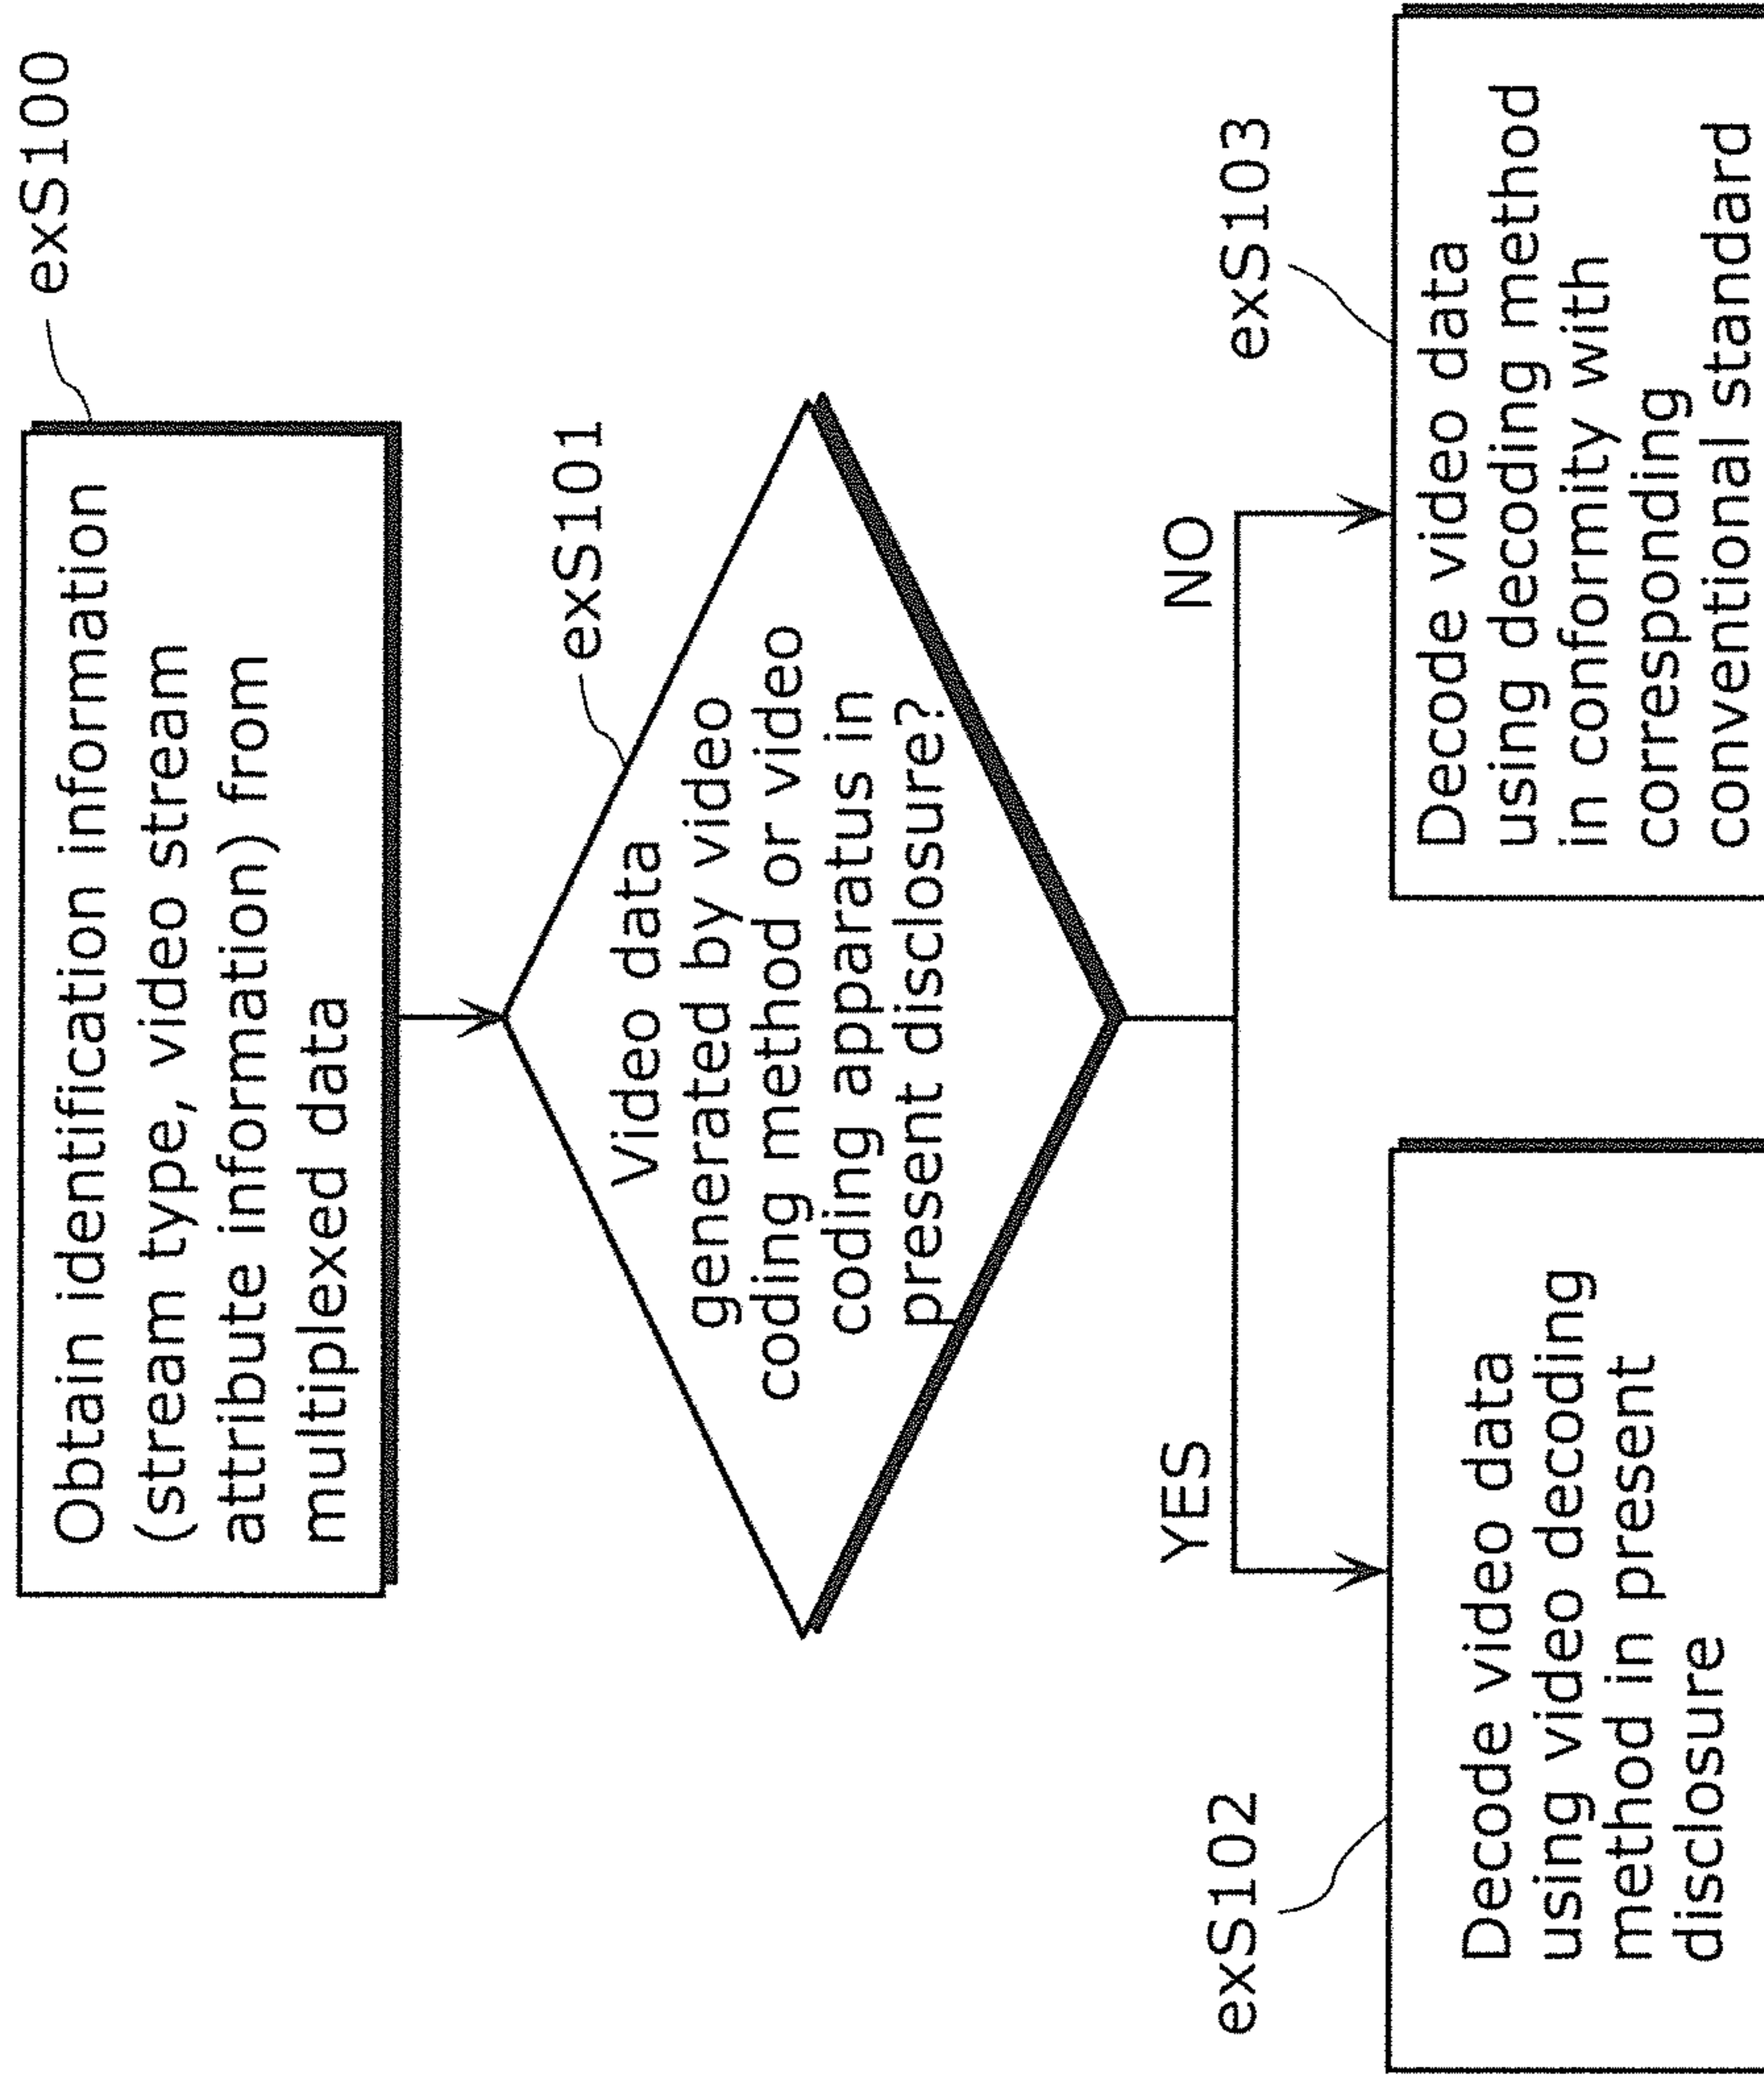 exS100
Obtain identification information
(stream type, video stream
attribute information) from
multiplexed data
exS101
Video data
generated by video
coding method or video
coding apparatus in
present disclosure?
YES
NO
exS102
Decode video data
using video decoding
method in present
disclosure
exS103
Decode video data
using decoding method
in conformity with
corresponding
conventional standard